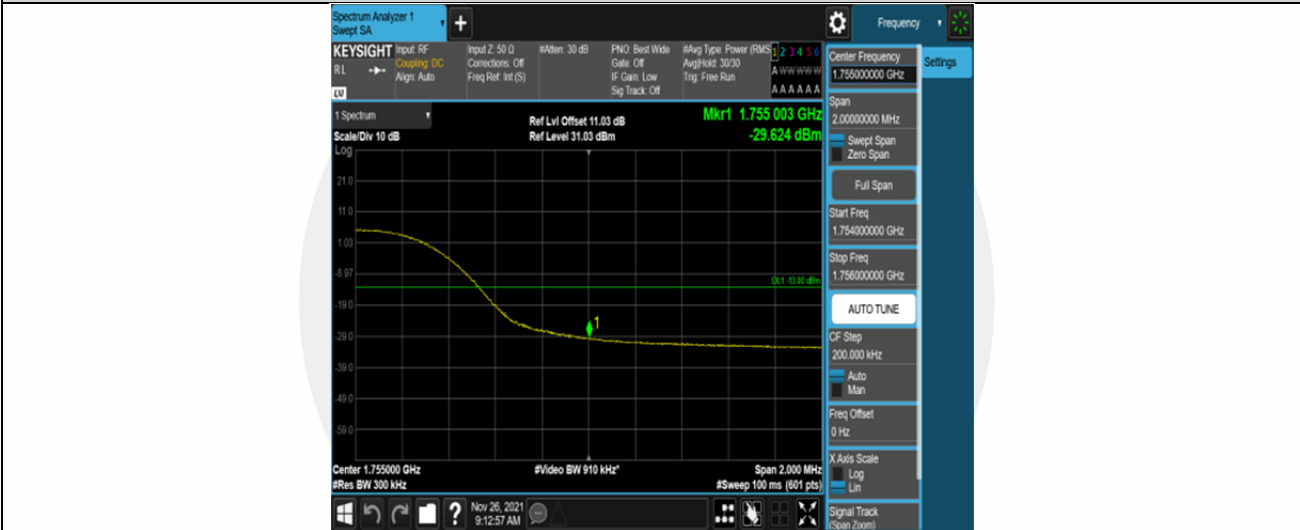 Spectrum Analyzer 1
Swept SA
+
Frequency
KEYSIGHT
RL
LXI
Input: RF
Coupling: DC
Align: Auto
Input Z: 50 Ω
Corrections: Off
Freq Ref: Int (S)
#Atten: 30 dB
PNO: Best Wide
Gate: Off
IF Gain: Low
Sig Track: Off
#Avg Type: Power (RMS
Avg|Hold: 30/30
Trig: Free Run
1 2 3 4 5 6
A W W W W W
A A A A A A
Center Frequency
1.755000000 GHz
Settings
Span
2.00000000 MHz
Swept Span
Zero Span
Full Span
Start Freq
1.754000000 GHz
Stop Freq
1.756000000 GHz
AUTO TUNE
CF Step
200.000 kHz
Auto
Man
Freq Offset
0 Hz
X Axis Scale
Log
Lin
Signal Track
(Span Zoom)
1 Spectrum
Scale/Div 10 dB
Log
Ref Lvl Offset 11.03 dB
Ref Level 31.03 dBm
Mkr1 1.755 003 GHz
-29.624 dBm
21.0
11.0
1.03
-8.97
-19.0
-29.0
-39.0
-49.0
-59.0
DL1 -13.00 dBm
1
Center 1.755000 GHz
#Video BW 910 kHz*
Span 2.000 MHz
#Res BW 300 kHz
#Sweep 100 ms (601 pts)
?
Nov 26, 2021
9:12:57 AM